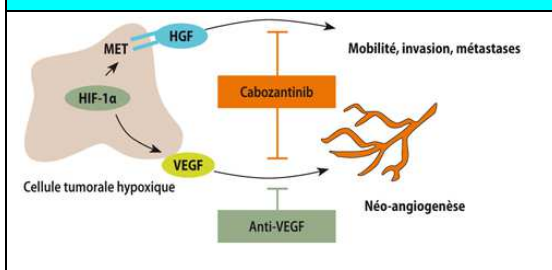 HGF
MET
Mobilité, invasion, métastases
HIF-1α
Cabozantinib
VEGF
Cellule tumorale hypoxique
Néo-angiogenèse
Anti-VEGF